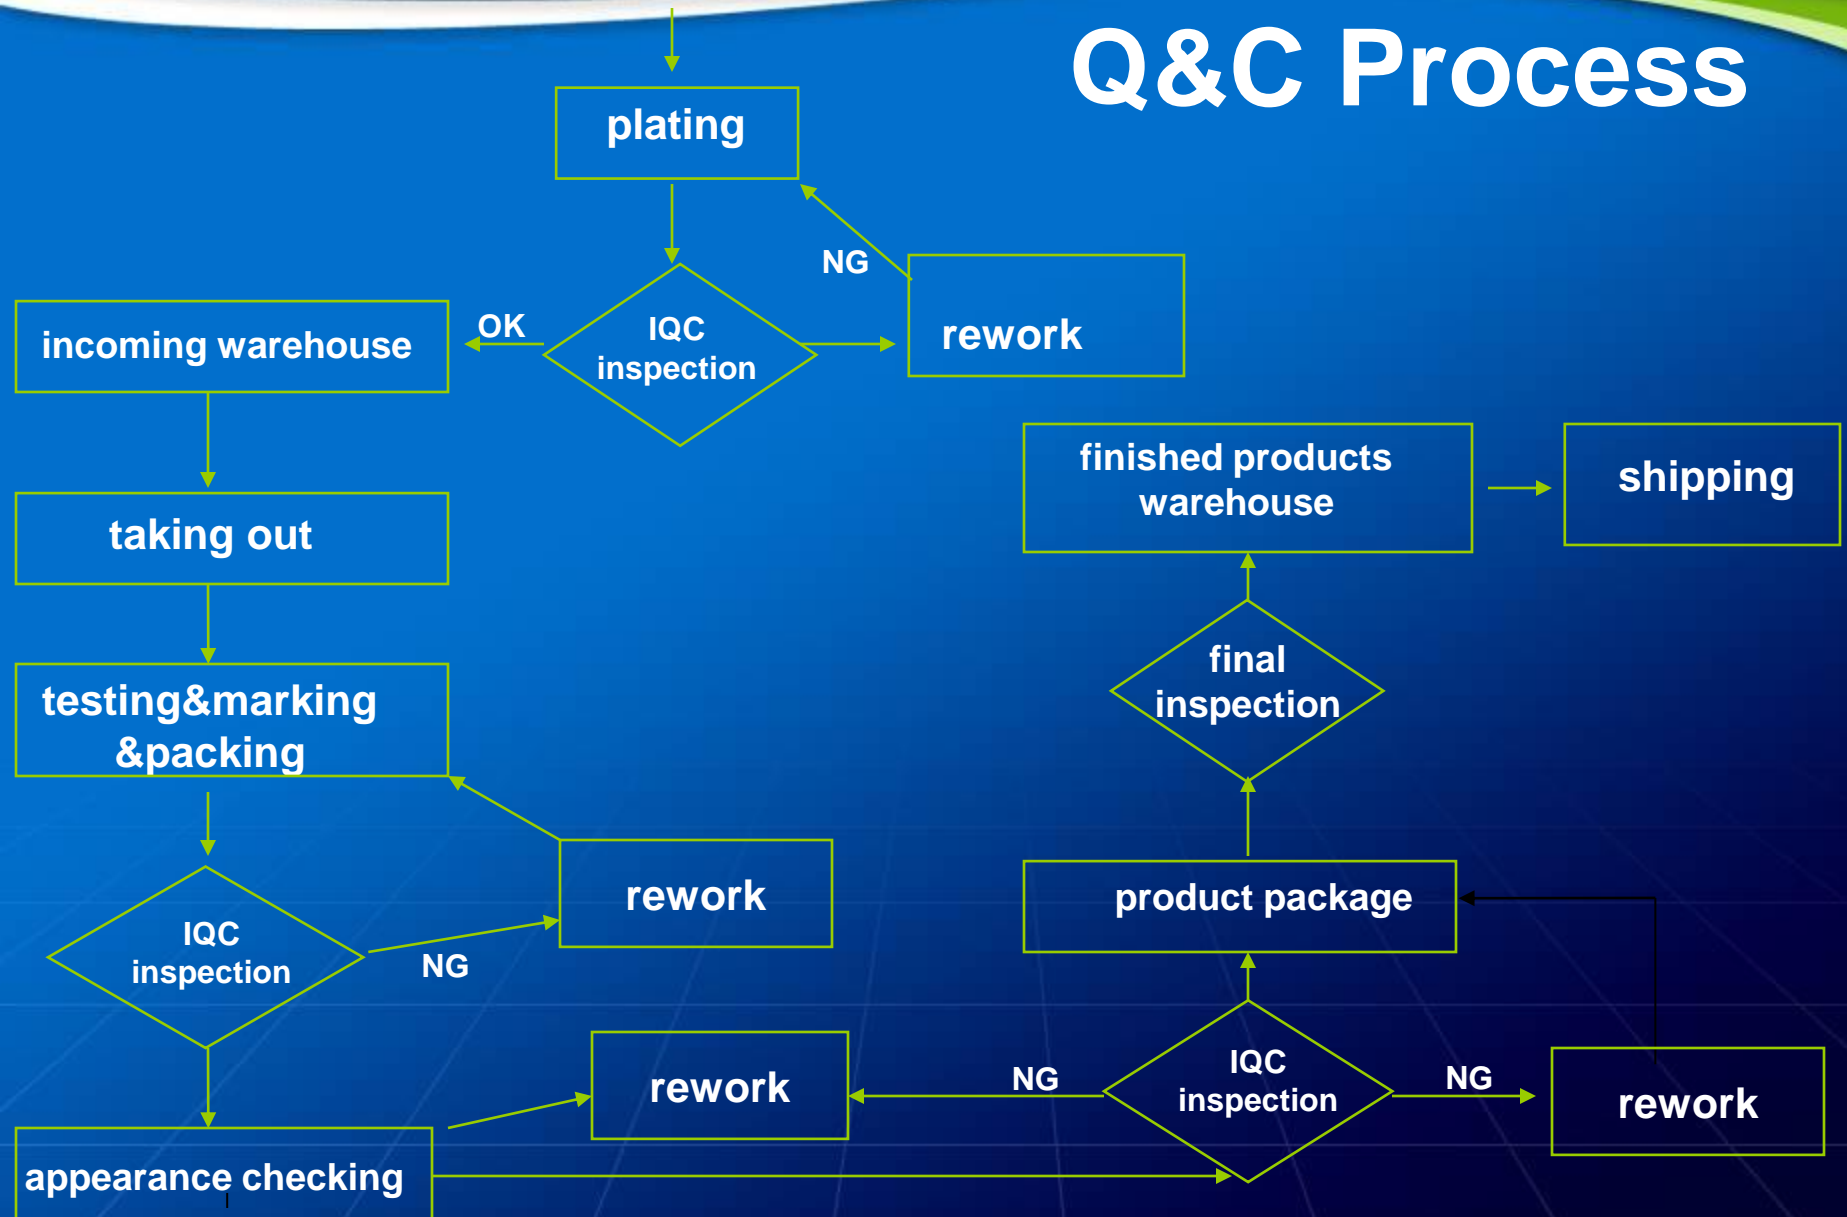 Q&C Process
plating
NG
rework
OK
IQC
inspection
incoming warehouse
taking out
testing&marking
&packing
IQC
inspection
NG
rework
appearance checking
rework
NG
IQC
inspection
NG
rework
product package
final
inspection
finished products
warehouse
shipping